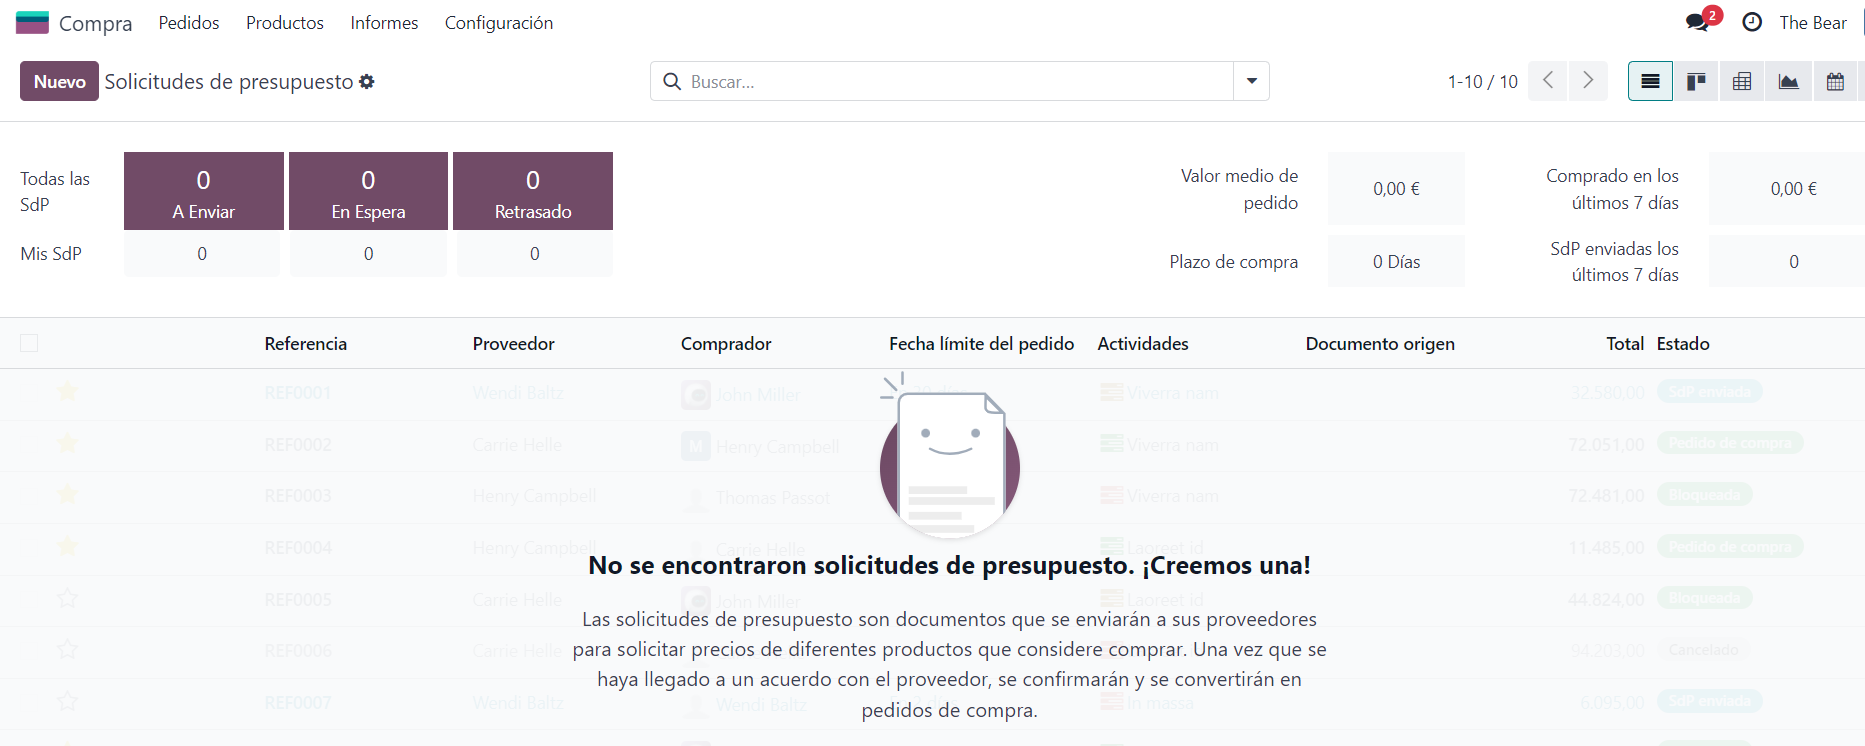 Compra Pedidos Productos Informes Configuración 2 The Bear
Nuevo Solicitudes de presupuesto Buscar... 1-10 / 10
Todas las SdP
0 A Enviar
0 En Espera
0 Retrasado
Mis SdP 0 0 0
Valor medio de pedido 0,00 €
Comprado en los últimos 7 días 0,00 €
Plazo de compra 0 Días
SdP enviadas los últimos 7 días 0
Referencia Proveedor Comprador Fecha límite del pedido Actividades Documento origen Total Estado
REF0001 Wendi Baltz John Miller Viverra nam 32.580,00 SdP enviada
REF0002 Carrie Helle M Henry Campbell Viverra nam 72.051,00 Pedido de compra
REF0003 Henry Campbell Thomas Passot Viverra nam 72.481,00 Bloqueada
REF0004 Henry Campbell Carrie Helle Laoreet id 11.485,00 Pedido de compra
No se encontraron solicitudes de presupuesto. ¡Creemos una!
REF0005 Carrie Helle John Miller Laoreet id 44.824,00 Bloqueada
Las solicitudes de presupuesto son documentos que se enviarán a sus proveedores
para solicitar precios de diferentes productos que considere comprar. Una vez que se
haya llegado a un acuerdo con el proveedor, se confirmarán y se convertirán en
pedidos de compra.
REF0006 Carrie Helle 94.203,00 Cancelado
REF0007 Wendi Baltz Wendi Baltz In massa 6.095,00 SdP enviada